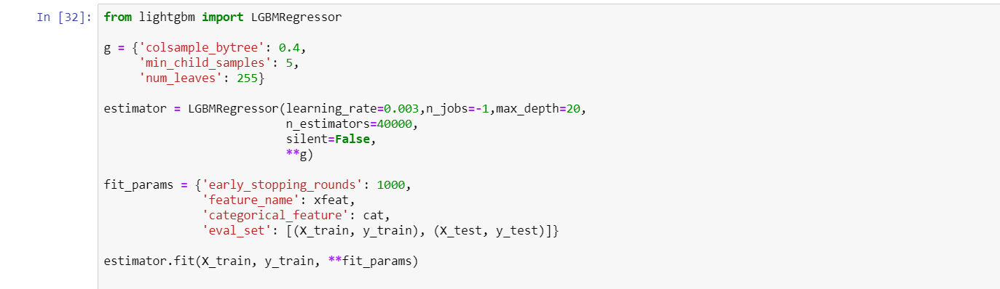 In [32]: from lightgbm import LGBMRegressor
g = {'colsample_bytree': 0.4,
'min_child_samples': 5,
'num_leaves': 255}
estimator = LGBMRegressor(learning_rate=0.003,n_jobs=-1,max_depth=20,
n_estimators=40000,
silent=False,
**g)
fit_params = {'early_stopping_rounds': 1000,
'feature_name': xfeat,
'categorical_feature': cat,
'eval_set': [(X_train, y_train), (X_test, y_test)]}
estimator.fit(X_train, y_train, **fit_params)